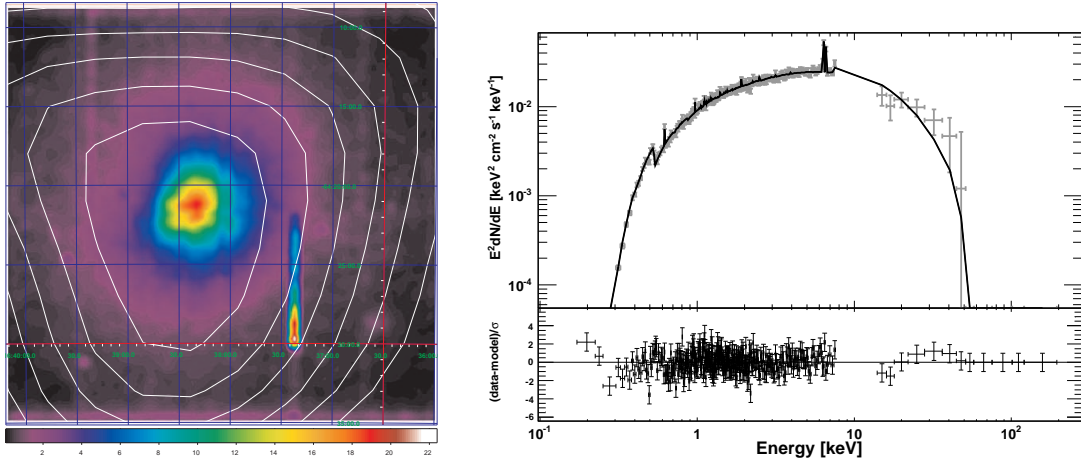 2 4 6 8 10 12 14 16 18 20 22
E²dN/dE [keV² cm⁻² s⁻¹ keV⁻¹]
10⁻²
10⁻³
10⁻⁴
(data-model)/σ
4
2
0
-2
-4
-6
10⁻¹ 1 10 10²
Energy [keV]